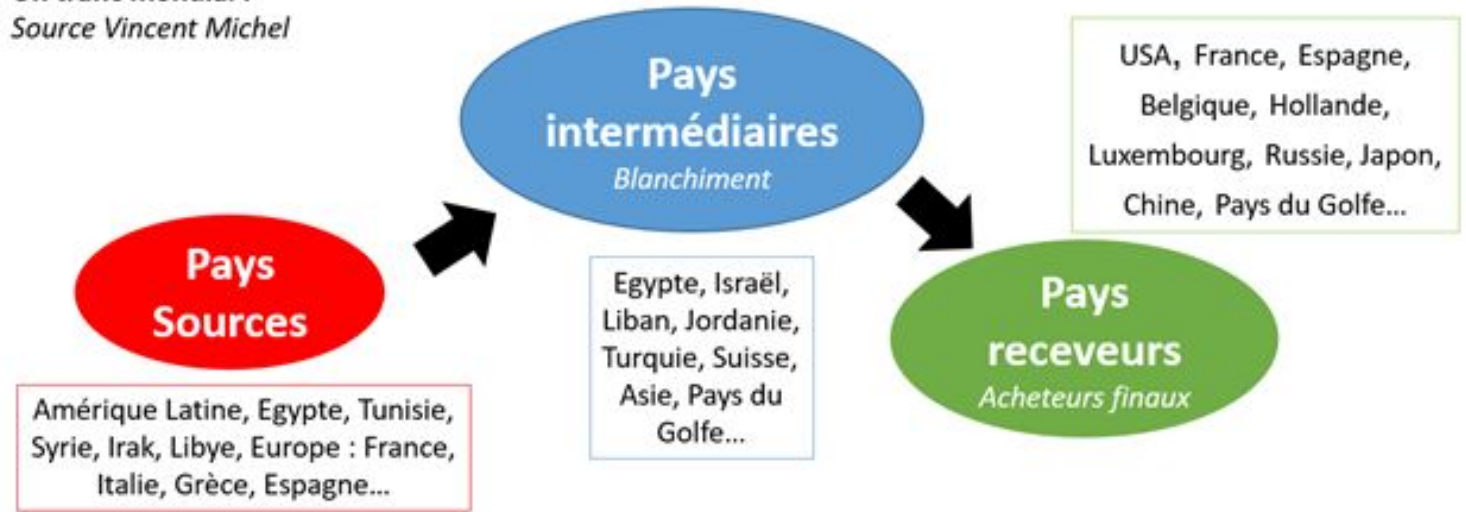 Source Vincent Michel
Pays
intermédiaires
Blanchiment
USA, France, Espagne,
Belgique, Hollande,
Luxembourg, Russie, Japon,
Chine, Pays du Golfe...
Pays
Sources
Egypte, Israël,
Liban, Jordanie,
Turquie, Suisse,
Asie, Pays du
Golfe...
Pays
receveurs
Acheteurs finaux
Amérique Latine, Egypte, Tunisie,
Syrie, Irak, Libye, Europe : France,
Italie, Grèce, Espagne...